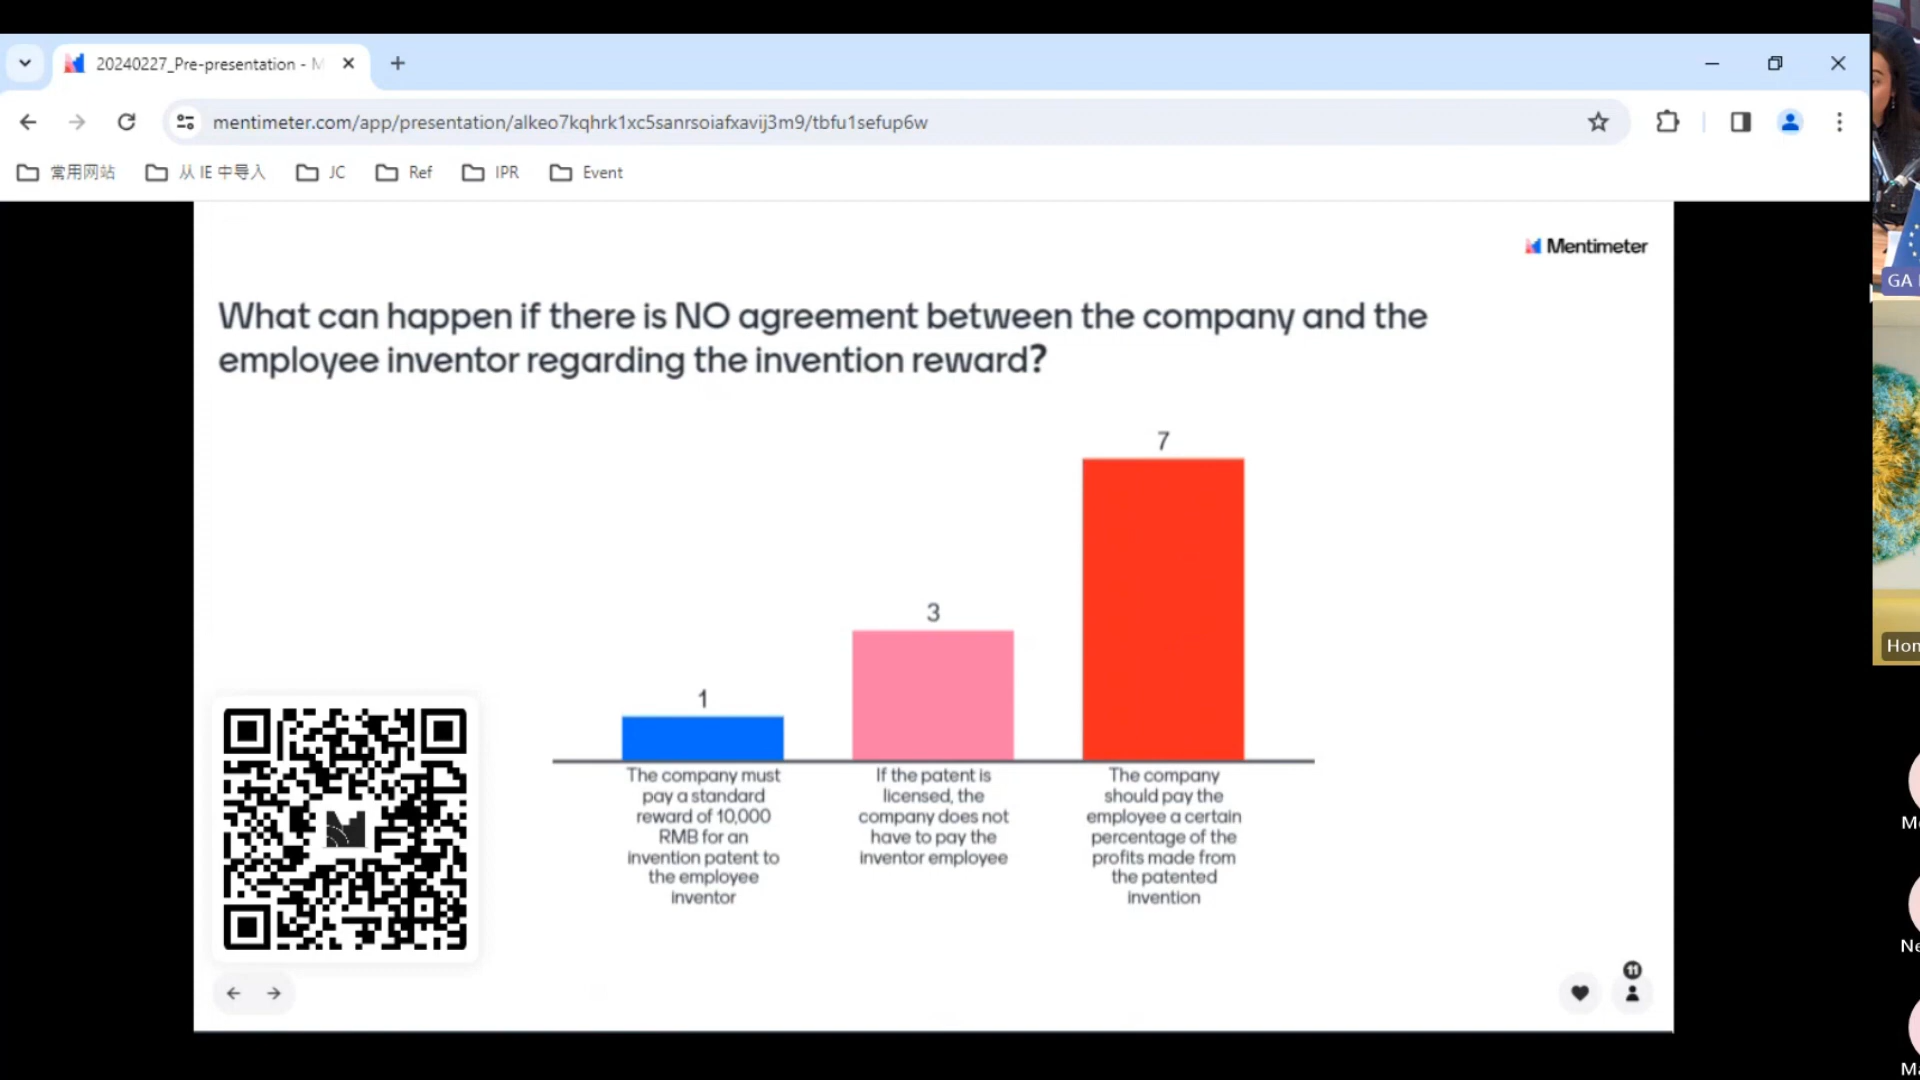 20240227_Pre-presentation - M
mentimeter.com/app/presentation/alkeo7kqhrk1xc5sanrsoiafxavij3m9/tbfu1sefup6w
常用网站
从 IE 中导入
JC
Ref
IPR
Event
Mentimeter
What can happen if there is NO agreement between the company and the
employee inventor regarding the invention reward?
1
3
7
The company must
pay a standard
reward of 10,000
RMB for an
invention patent to
the employee
inventor
If the patent is
licensed, the
company does not
have to pay the
inventor employee
The company
should pay the
employee a certain
percentage of the
profits made from
the patented
invention
11
GA
Hon
Ne